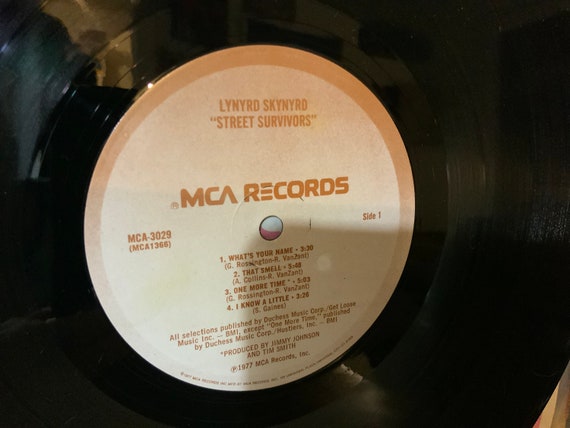 LYNYRD SKYNYRD
"STREET SURVIVORS"
® MCA RECORDS
MCA-3029
(MCA1366)
Side 1
1. WHAT'S YOUR NAME - 3:30
(G. Rossington-R. VanZant)
2. THAT SMELL - 5:48
(A. Collins-R. VanZant)
3. ONE MORE TIME * - 5:03
(G. Rossington-R. VanZant)
4. I KNOW A LITTLE - 3:26
(S. Gaines)
All selections published by Duchess Music Corp./Get Loose
Music Inc. — BMI, except "One More Time," published
by Duchess Music Corp./Hustlers, Inc. — BMI
*PRODUCED BY JIMMY JOHNSON
AND TIM SMITH
℗1977 MCA Records, Inc.